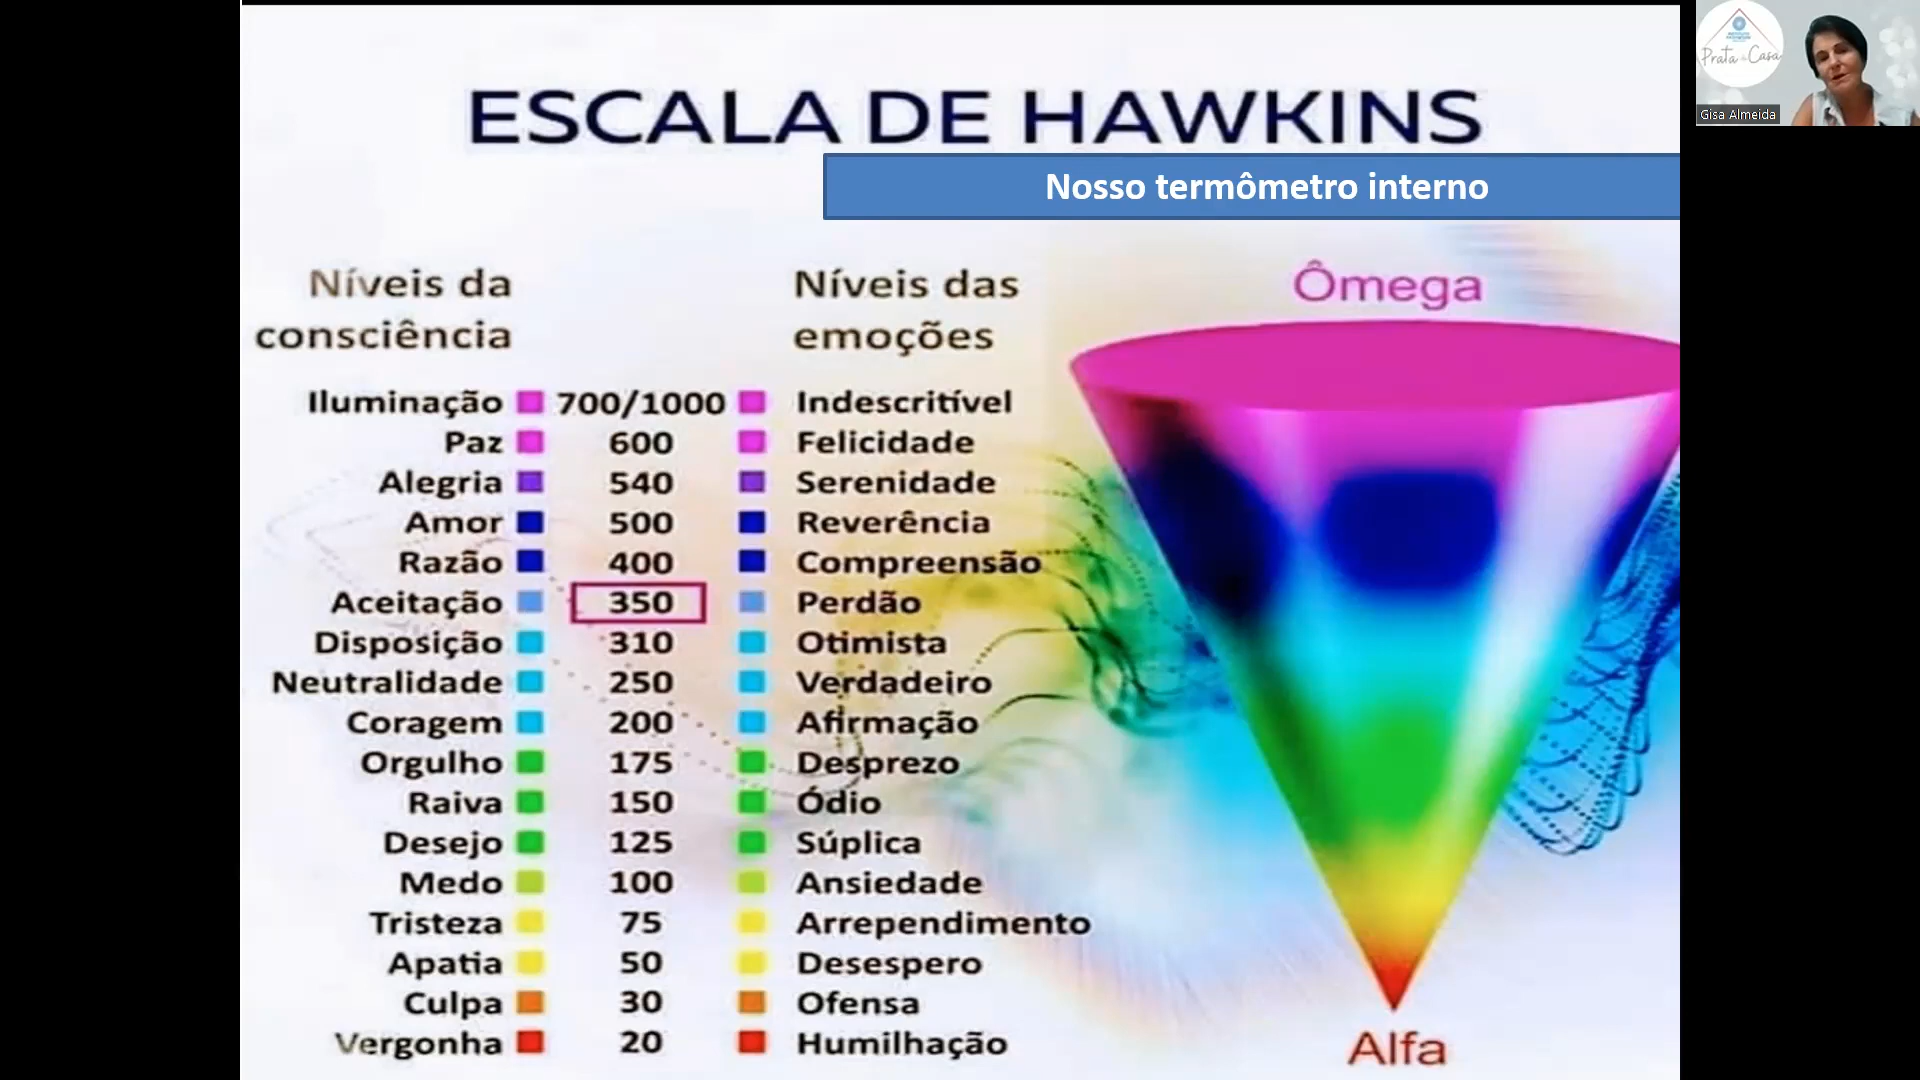 ESCALA DE HAWKINS
Nosso termômetro interno
Níveis da
consciência
Níveis das
emoções
Iluminação 700/1000 Indescritível
Paz 600 Felicidade
Alegria 540 Serenidade
Amor 500 Reverência
Razão 400 Compreensão
Aceitação 350 Perdão
Disposição 310 Otimista
Neutralidade 250 Verdadeiro
Coragem 200 Afirmação
Orgulho 175 Desprezo
Raiva 150 Ódio
Desejo 125 Súplica
Medo 100 Ansiedade
Tristeza 75 Arrependimento
Apatia 50 Desespero
Culpa 30 Ofensa
Vergonha 20 Humilhação
Ômega
Alfa
Prata da Casa
Gisa Almeida